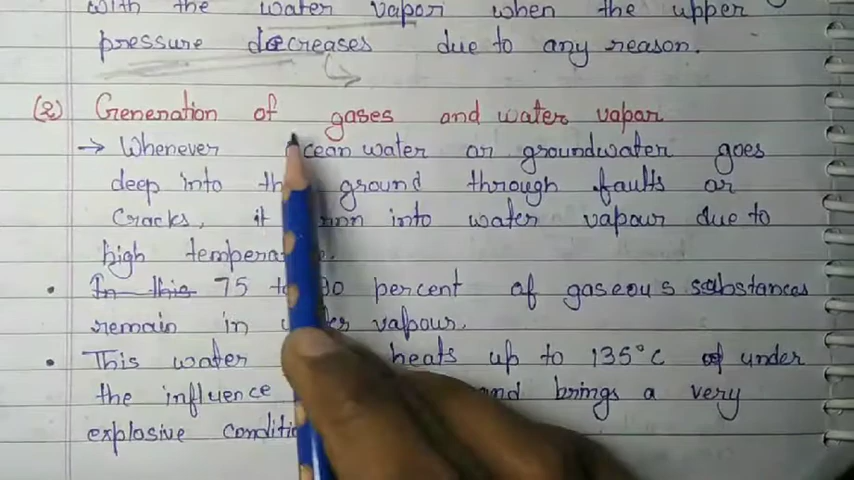 with the water vapor when the upper
pressure decreases due to any reason.
(2) Generation of gases and water vapar
→ Whenever ocean water or groundwater goes
deep into the ground through faults or
Cracks, it into water vapour due to
high temperature.
• In this 75 to percent of gaseous substances
remain in water vapour.
• This water heats up to 135°C of under
the influence and brings a very
explosive